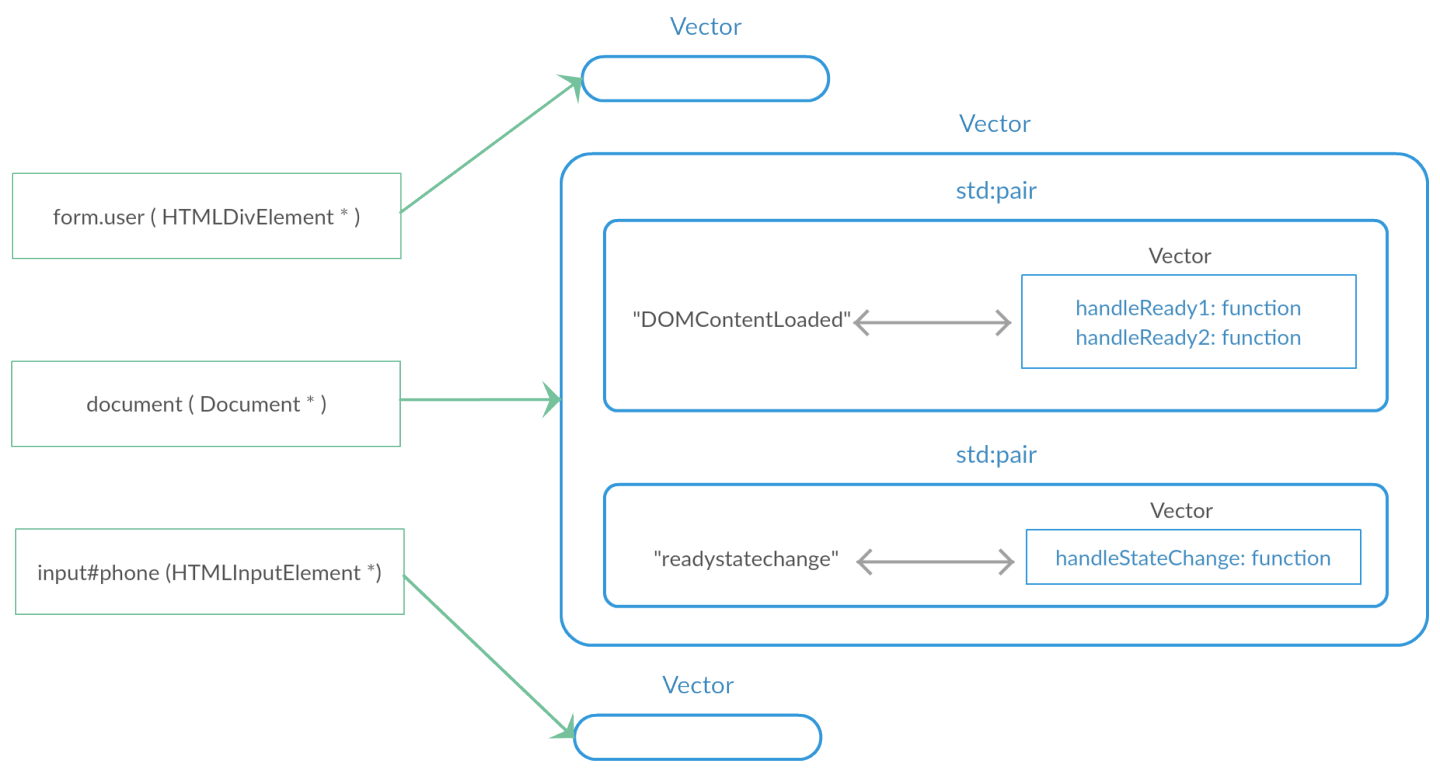 Vector
Vector
std:pair
form.user ( HTMLDivElement * )
Vector
handleReady1: function
"DOMContentLoaded"
handleReady2: function
document ( Document * )
std:pair
Vector
"readystatechange"
handleStateChange: function
input#phone (HTMLInputElement *)
Vector